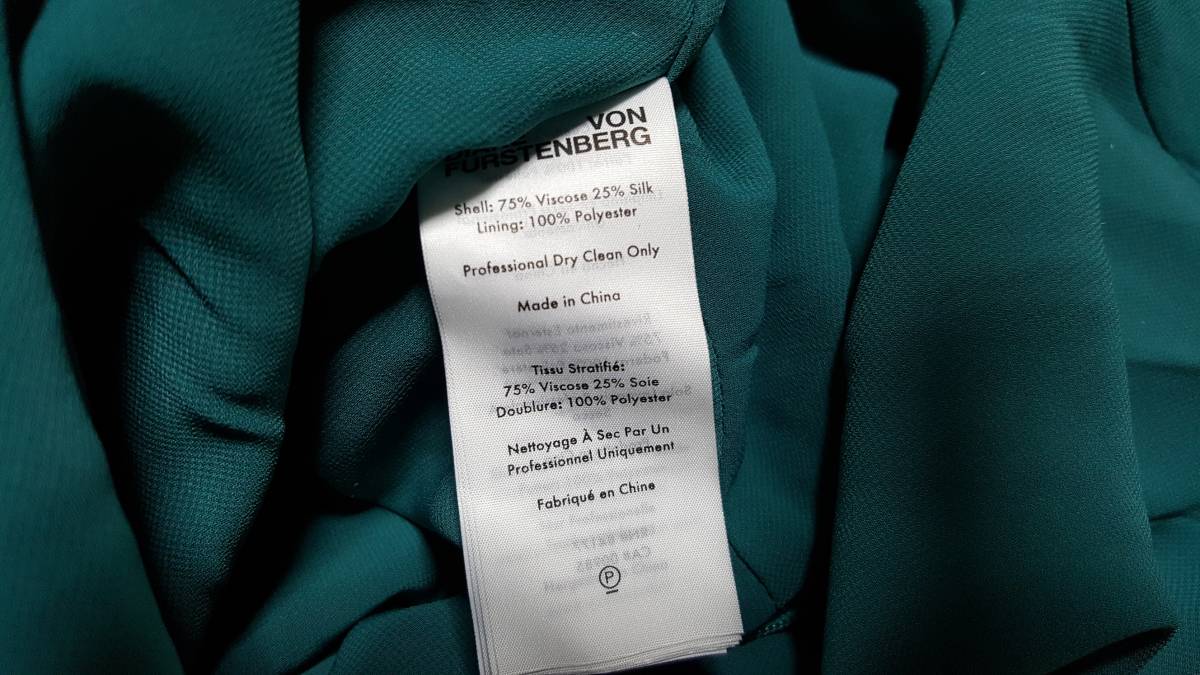 VON
FURSTENBERG
Shell: 75% Viscose 25% Silk
Lining: 100% Polyester
Professional Dry Clean Only
Made in China
Tissu Stratifié:
75% Viscose 25% Soie
Doublure: 100% Polyester
Nettoyage À Sec Par Un
Professionnel Uniquement
Fabriqué en Chine
P